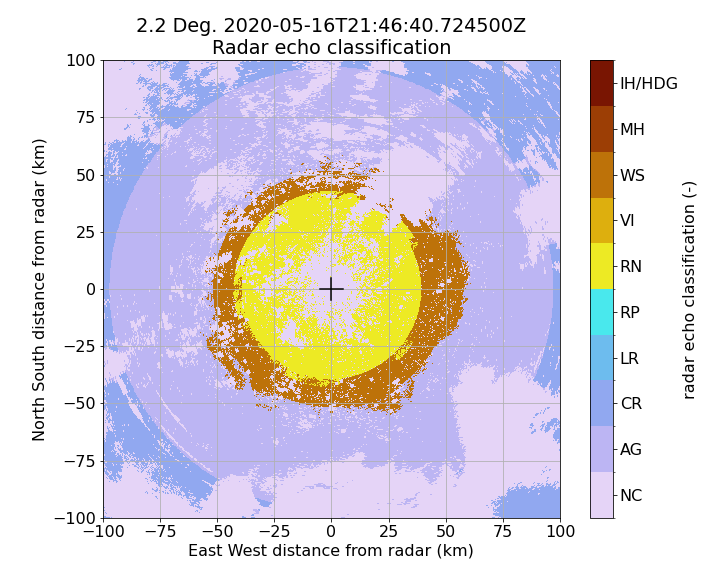 2.2 Deg. 2020-05-16T21:46:40.724500Z
Radar echo classification
100
75
50
25
0
−25
−50
−75
−100
North South distance from radar (km)
−100 −75 −50 −25 0 25 50 75 100
East West distance from radar (km)
IH/HDG
MH
WS
VI
RN
RP
LR
CR
AG
NC
radar echo classification (-)